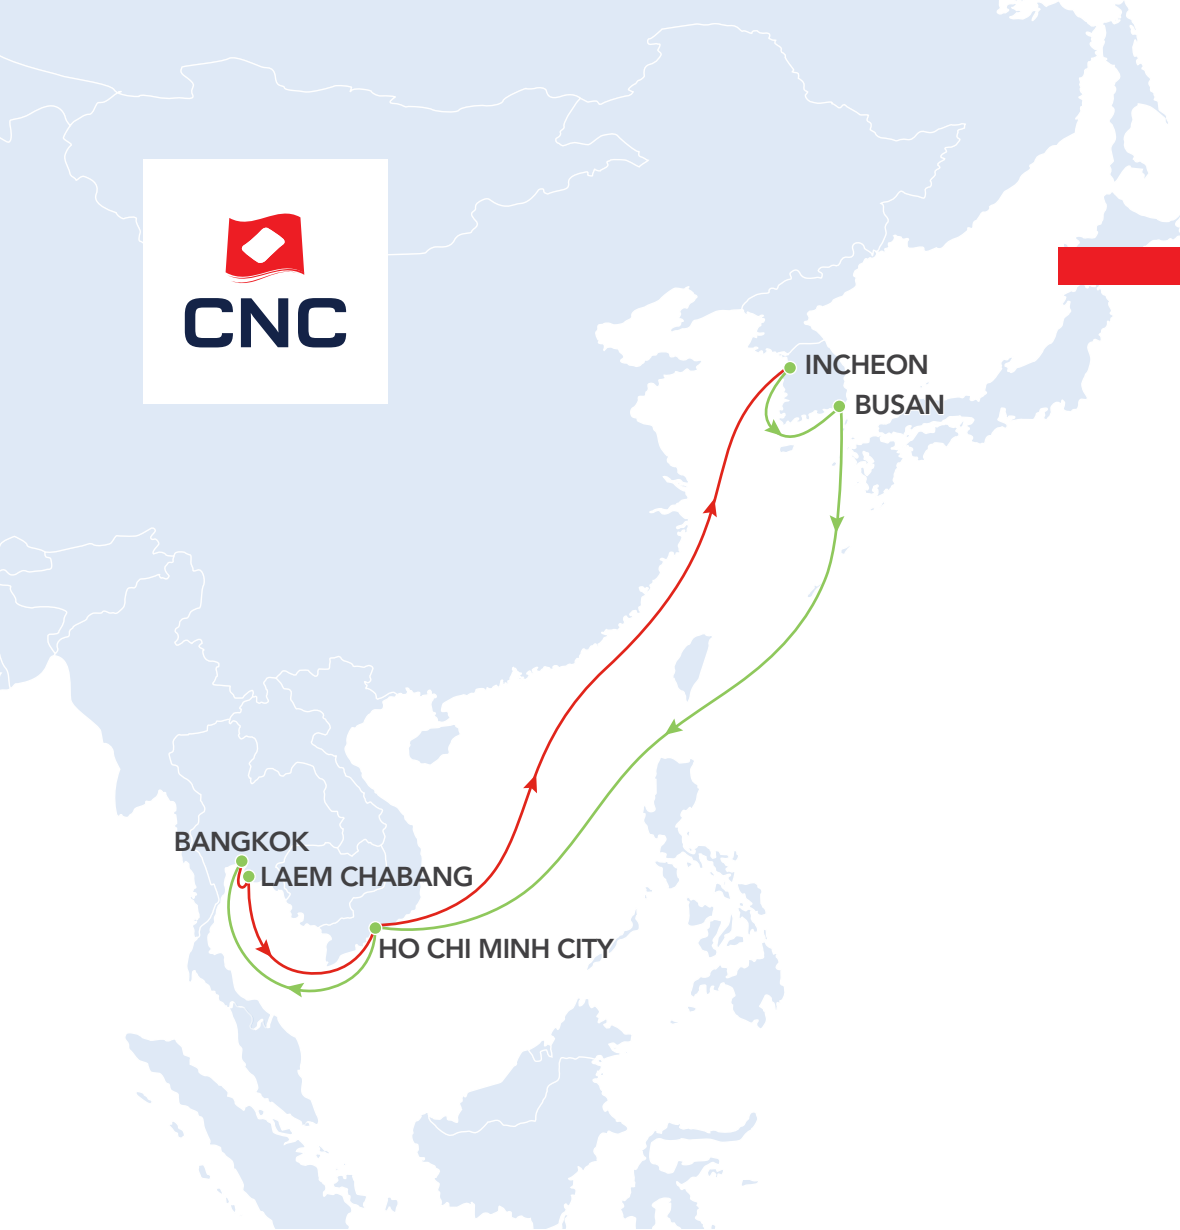 CNC
INCHEON
BUSAN
BANGKOK
LAEM CHABANG
HO CHI MINH CITY